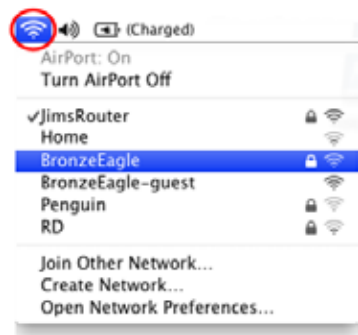 (Charged)
AirPort: On
Turn AirPort Off
✓JimsRouter
Home
BronzeEagle
BronzeEagle-guest
Penguin
RD
Join Other Network...
Create Network...
Open Network Preferences...